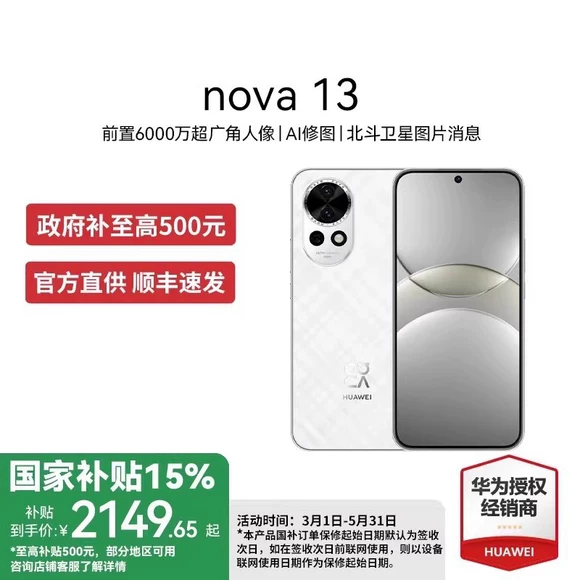 nova 13
前置6000万超广角人像|AI修图|北斗卫星图片消息
政府补至高500元
官方直供 顺丰速发
HUAWEI
国家补贴15%
补贴
到手价:¥2149.65 起
*至高补贴500元，部分地区可用
咨询店铺客服了解详情
活动时间：3月1日-5月31日
*本产品国补订单保修起始日期默认为签收
次日，如在签收次日前联网使用，则以设备
联网使用日期作为保修起始日期。
华为授权
经销商
HUAWEI